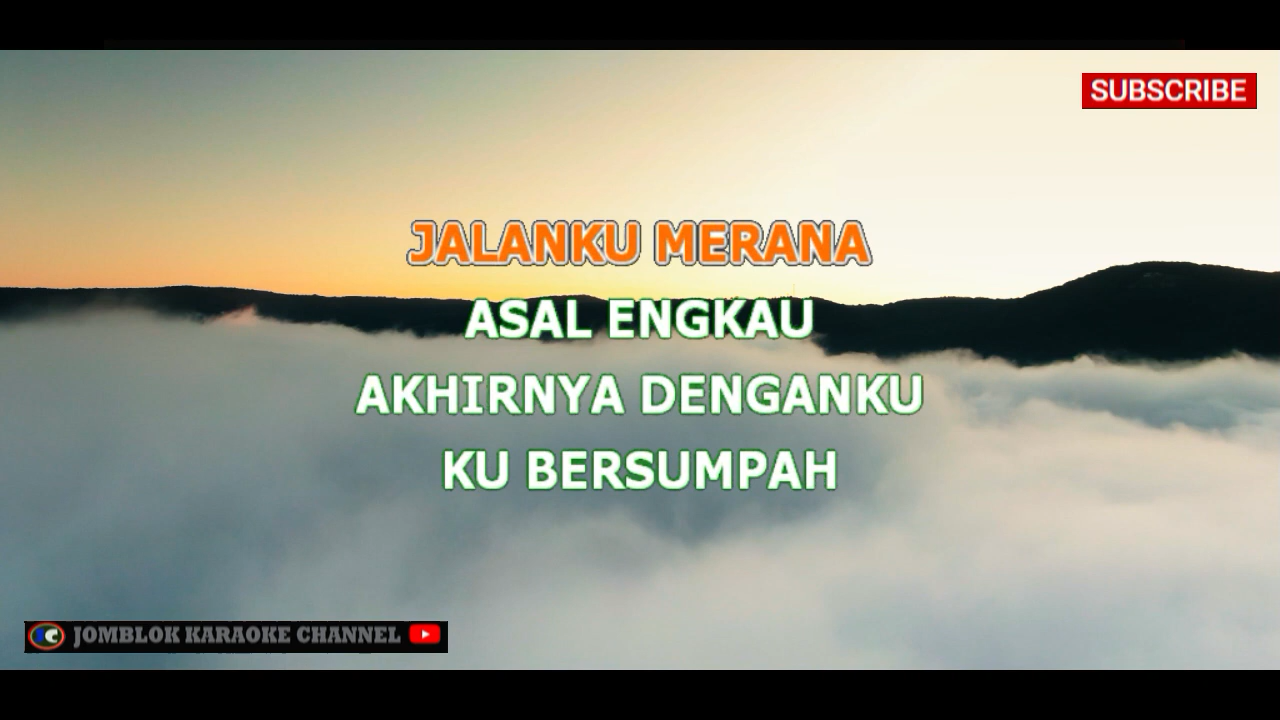 SUBSCRIBE
JALANKU MERANA
ASAL ENGKAU
AKHIRNYA DENGANKU
KU BERSUMPAH
JOMBLOK KARAOKE CHANNEL